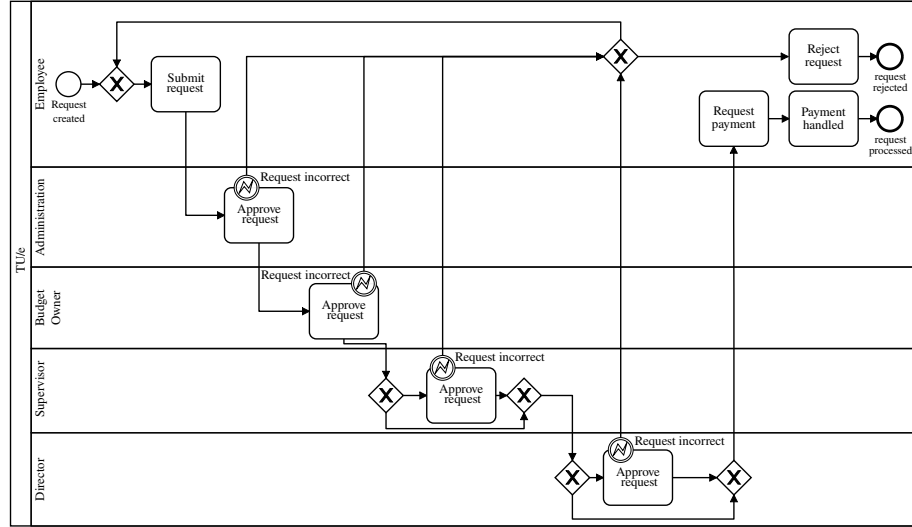 TU/e
Employee
Request
created
Submit
request
Reject
request
request
rejected
Request
payment
Payment
handled
request
processed
Administration
Request incorrect
Approve
request
Budget
Owner
Request incorrect
Approve
request
Supervisor
Request incorrect
Approve
request
Director
Request incorrect
Approve
request